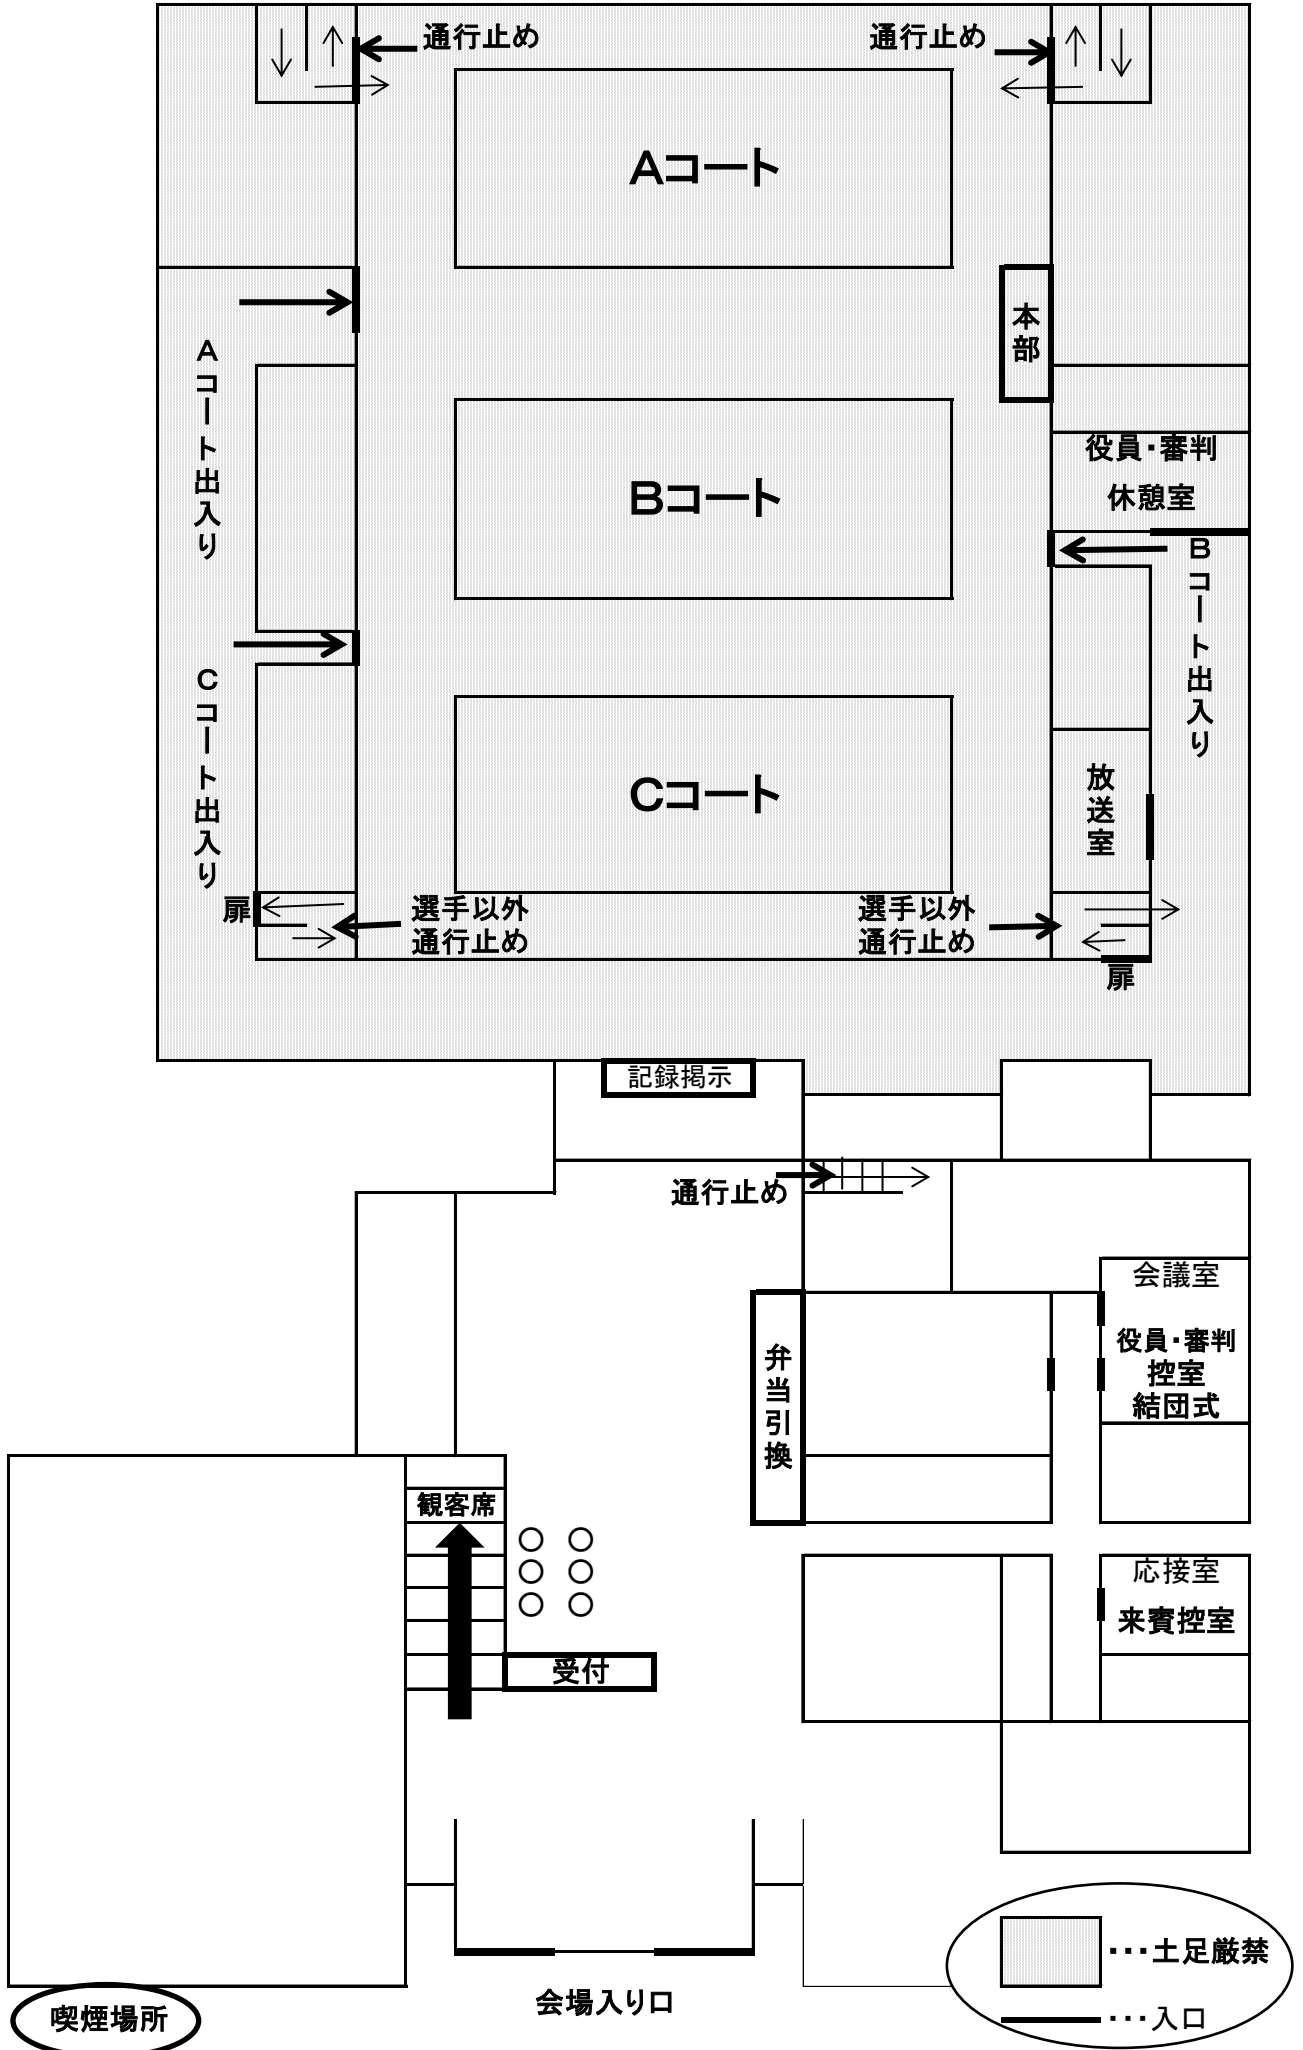 通行止め
通行止め
Ａコート
本部
Ａコート出入り
役員・審判
休憩室
Ｂコート
Ｂコート出入り
Ｃコート出入り
放送室
Ｃコート
扉
選手以外
通行止め
選手以外
通行止め
扉
記録掲示
通行止め
会議室
役員・審判
控室
結団式
弁当引換
観客席
応接室
来賓控室
受付
・・・土足厳禁
会場入り口
喫煙場所
・・・入口